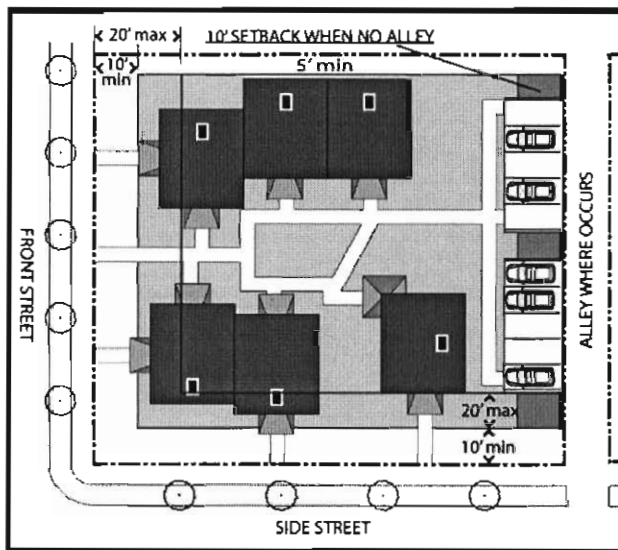 20' max
10' SETBACK WHEN NO ALLEY
10'
min
5' min
FRONT STREET
ALLEY WHERE OCCURS
20' max
10' min
SIDE STREET